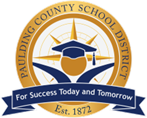 PAULDING COUNTY SCHOOL DISTRICT
For Success Today and Tomorrow
Est. 1872